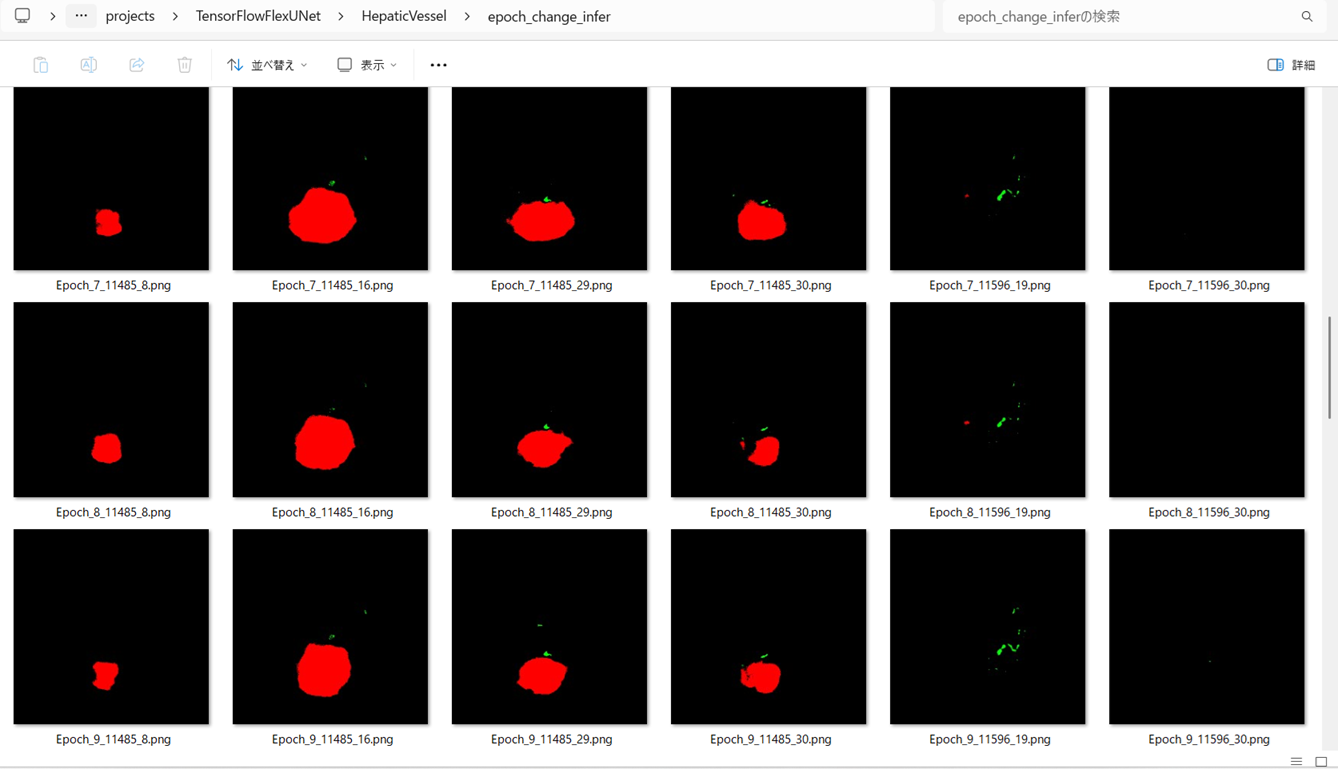 … projects TensorFlowFlexUNet HepaticVessel epoch_change_infer epoch_change_inferの検索
並べ替え 表示 … 詳細
Epoch_7_11485_8.png Epoch_7_11485_16.png Epoch_7_11485_29.png Epoch_7_11485_30.png Epoch_7_11596_19.png Epoch_7_11596_30.png
Epoch_8_11485_8.png Epoch_8_11485_16.png Epoch_8_11485_29.png Epoch_8_11485_30.png Epoch_8_11596_19.png Epoch_8_11596_30.png
Epoch_9_11485_8.png Epoch_9_11485_16.png Epoch_9_11485_29.png Epoch_9_11485_30.png Epoch_9_11596_19.png Epoch_9_11596_30.png